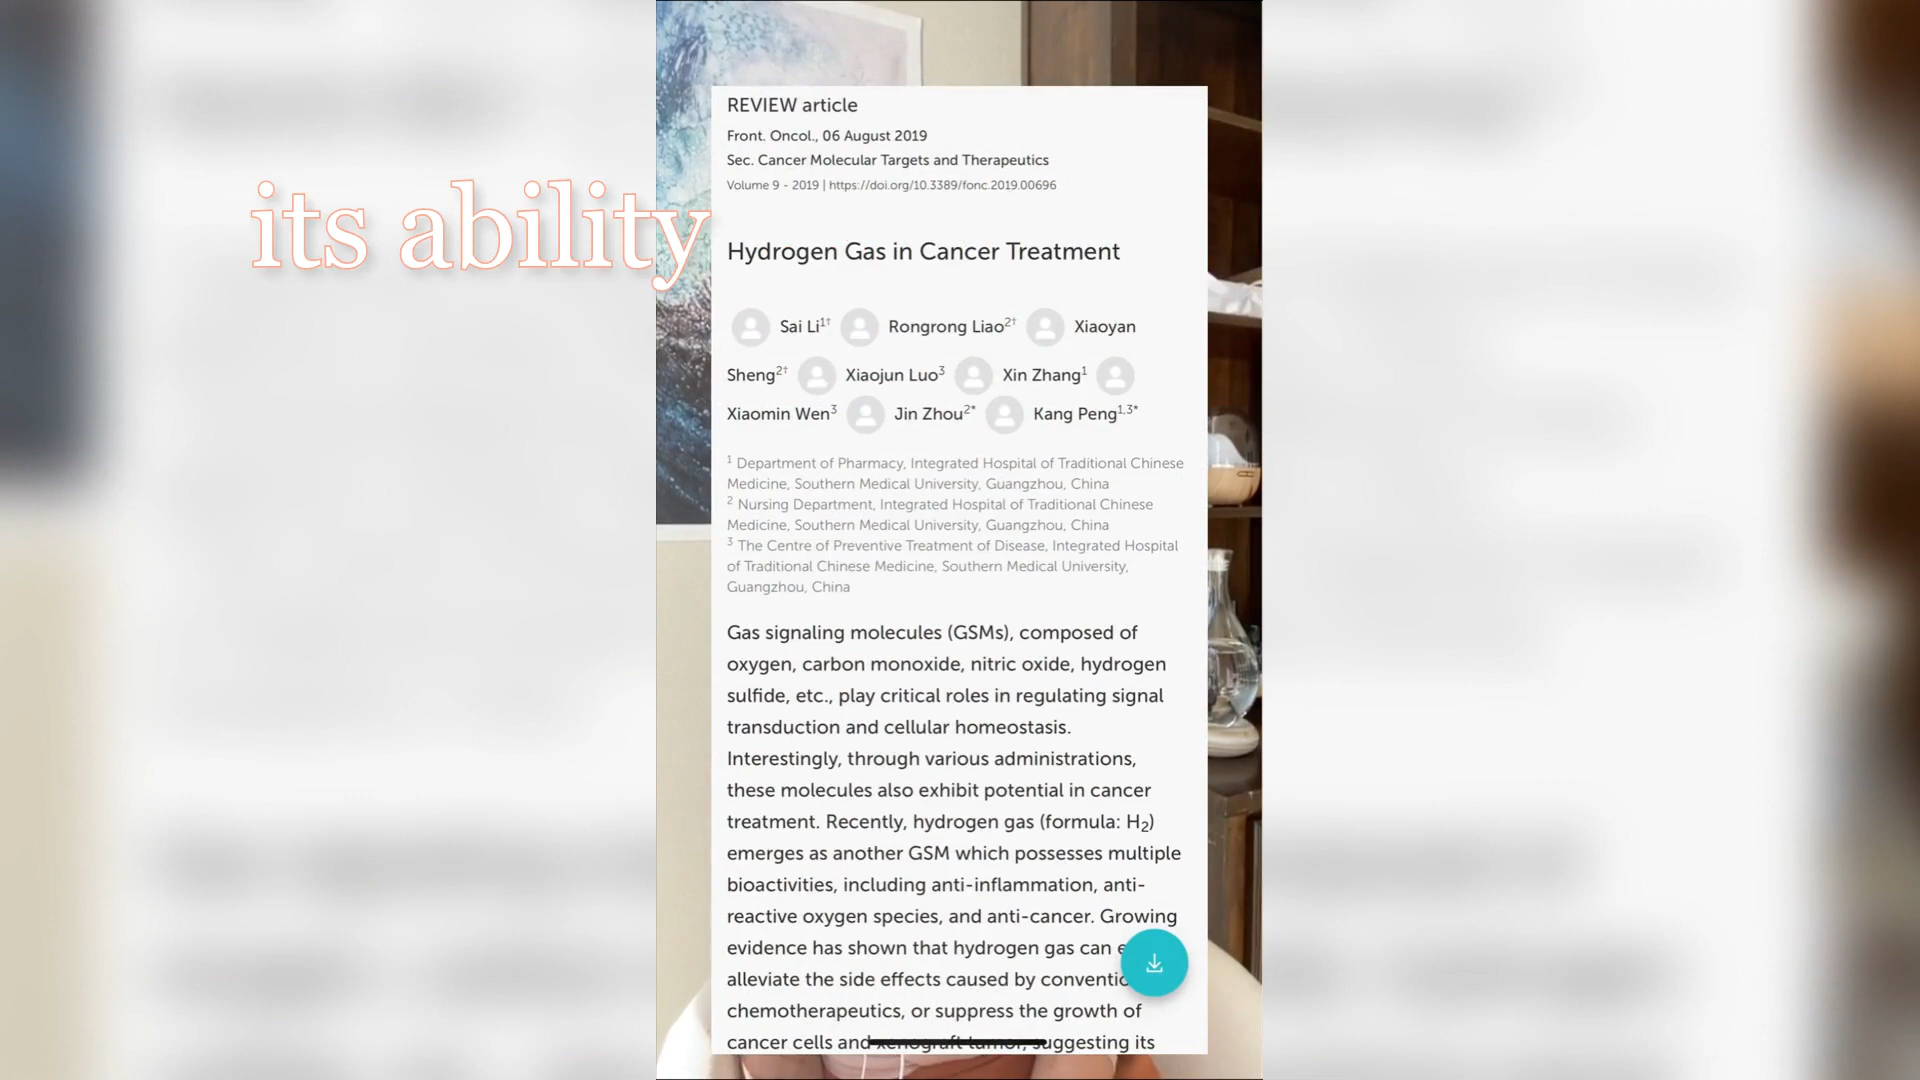 its ability
REVIEW article
Front. Oncol., 06 August 2019
Sec. Cancer Molecular Targets and Therapeutics
Volume 9 - 2019 | https://doi.org/10.3389/fonc.2019.00696
Hydrogen Gas in Cancer Treatment
Sai Li1† Rongrong Liao2† Xiaoyan
Sheng2† Xiaojun Luo3 Xin Zhang1
Xiaomin Wen3 Jin Zhou2* Kang Peng1,3*
1 Department of Pharmacy, Integrated Hospital of Traditional Chinese
Medicine, Southern Medical University, Guangzhou, China
2 Nursing Department, Integrated Hospital of Traditional Chinese
Medicine, Southern Medical University, Guangzhou, China
3 The Centre of Preventive Treatment of Disease, Integrated Hospital
of Traditional Chinese Medicine, Southern Medical University,
Guangzhou, China
Gas signaling molecules (GSMs), composed of
oxygen, carbon monoxide, nitric oxide, hydrogen
sulfide, etc., play critical roles in regulating signal
transduction and cellular homeostasis.
Interestingly, through various administrations,
these molecules also exhibit potential in cancer
treatment. Recently, hydrogen gas (formula: H2)
emerges as another GSM which possesses multiple
bioactivities, including anti-inflammation, anti-
reactive oxygen species, and anti-cancer. Growing
evidence has shown that hydrogen gas can
alleviate the side effects caused by
chemotherapeutics, or suppress the growth of
cancer cells and xenograft tumor, suggesting its